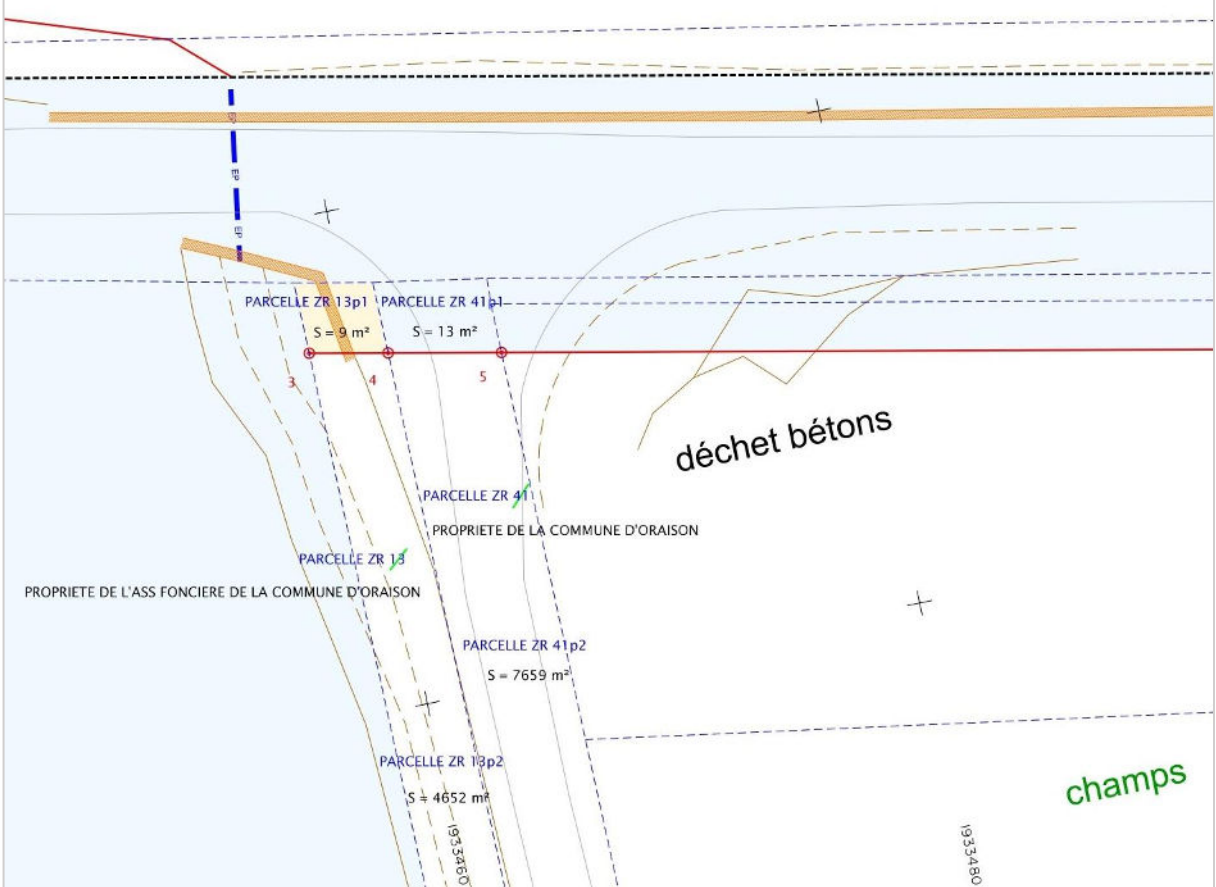 EP
EP
EP
PARCELLE ZR 13p1
PARCELLE ZR 41p1
S = 9 m²
S = 13 m²
3
4
5
déchet bétons
PARCELLE ZR 41
PROPRIETE DE LA COMMUNE D'ORAISON
PARCELLE ZR 13
PROPRIETE DE L'ASS FONCIERE DE LA COMMUNE D'ORAISON
PARCELLE ZR 41p2
S = 7659 m²
PARCELLE ZR 13p2
S = 4652 m²
champs
1933460
1933480